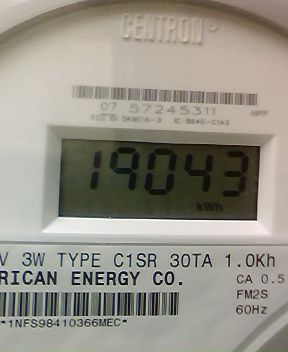 CENTRON®
07 57245311
HPP
19043
kWh
V 3W TYPE C1SR 30TA 1.0Kh
RICAN ENERGY CO.
CA 0.5
FM2S
60Hz
*1NFS98410366MEC*